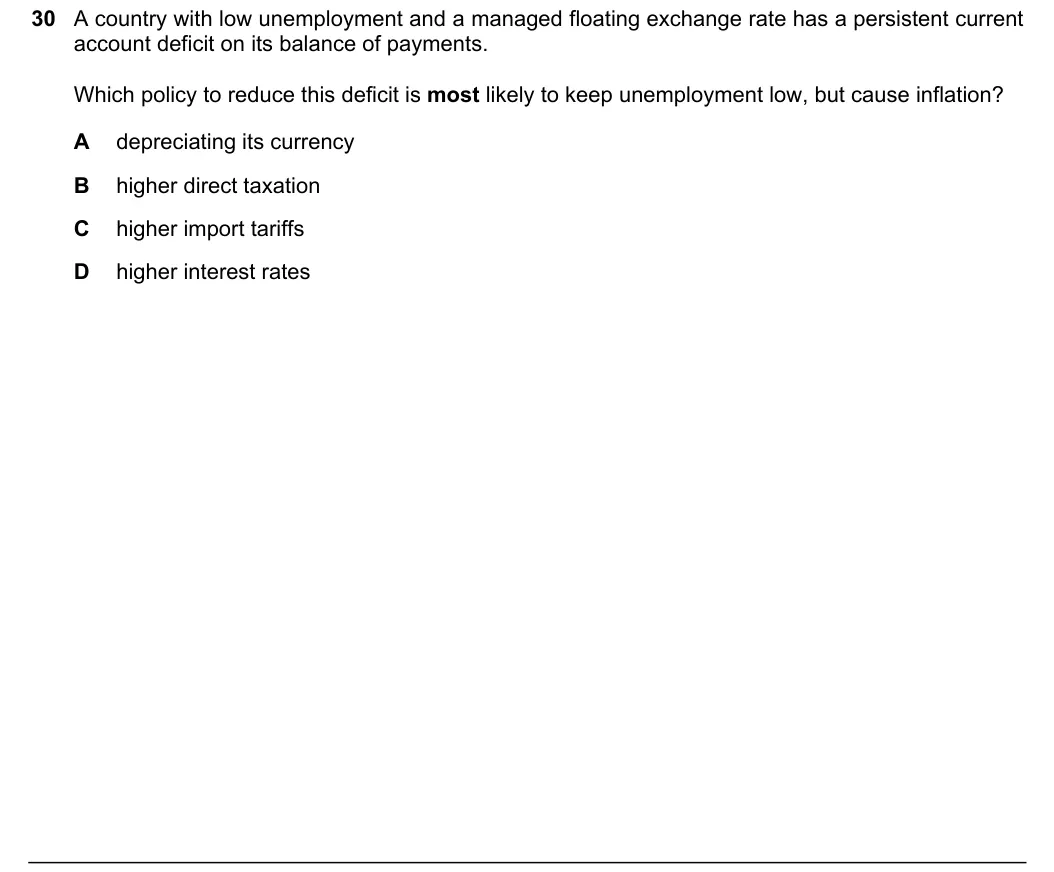 30 A country with low unemployment and a managed floating exchange rate has a persistent current
account deficit on its balance of payments.
Which policy to reduce this deficit is most likely to keep unemployment low, but cause inflation?
A depreciating its currency
B higher direct taxation
C higher import tariffs
D higher interest rates